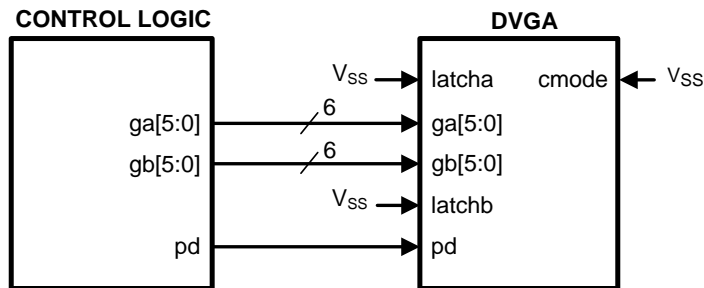 CONTROL LOGIC
DVGA
VSS
latcha
cmode
VSS
ga[5:0]
6
ga[5:0]
gb[5:0]
6
gb[5:0]
VSS
latchb
pd
pd